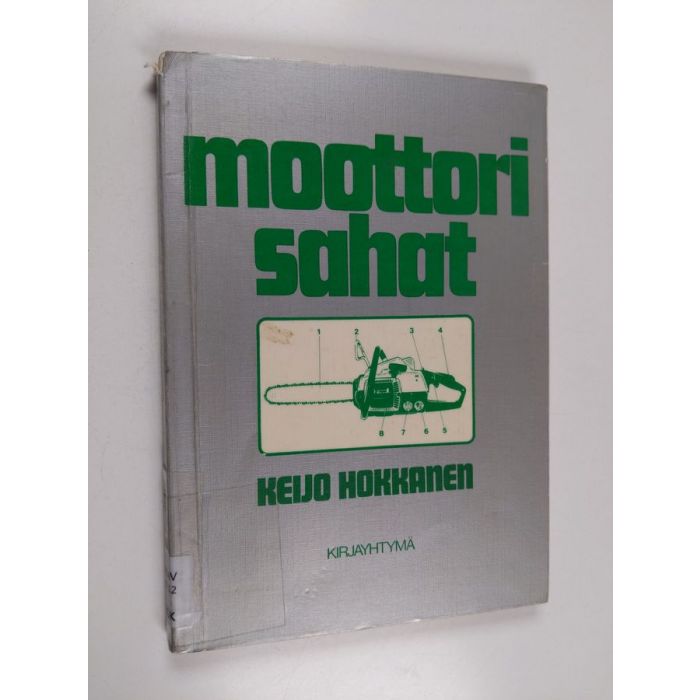 moottori
sahat
1 2 3 4
8 7 6 5
KEIJO HOKKANEN
KIRJAYHTYMÄ
V
K